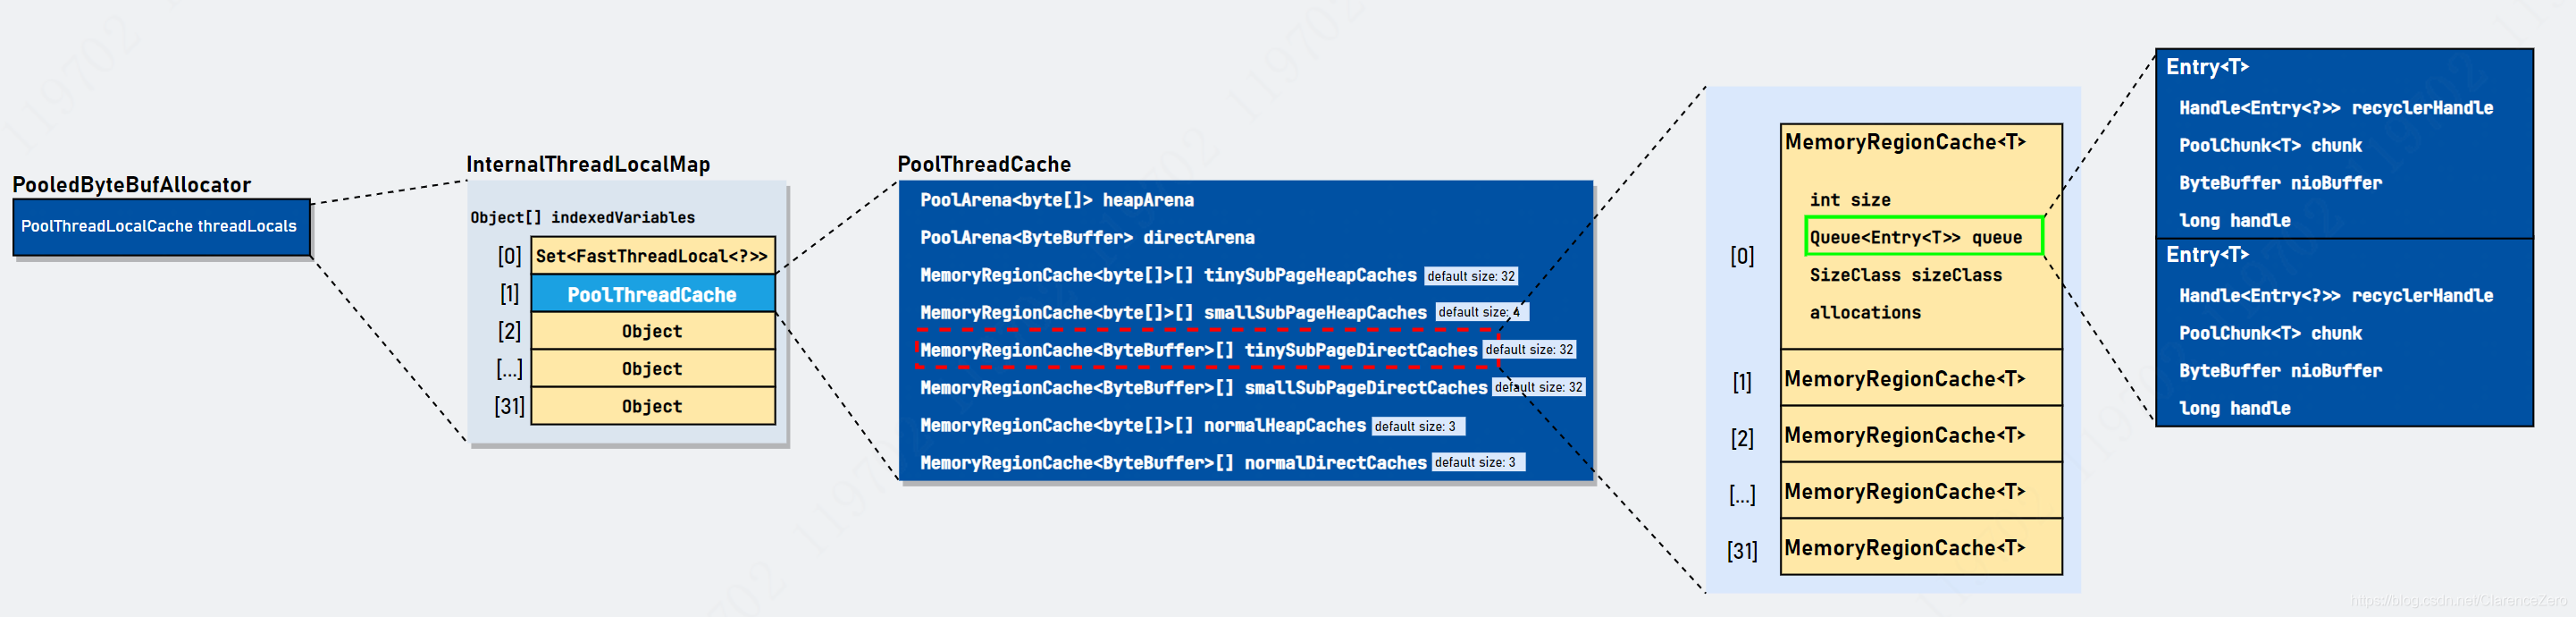 PooledByteBufAllocator
PoolThreadLocalCache threadLocals
InternalThreadLocalMap
Object[] indexedVariables
[0] Set<FastThreadLocal<?>>
[1] PoolThreadCache
[2] Object
[...] Object
[31] Object
PoolThreadCache
PoolArena<byte[]> heapArena
PoolArena<ByteBuffer> directArena
MemoryRegionCache<byte[]>[] tinySubPageHeapCaches default size: 32
MemoryRegionCache<byte[]>[] smallSubPageHeapCaches default size: 4
MemoryRegionCache<ByteBuffer>[] tinySubPageDirectCaches default size: 32
MemoryRegionCache<ByteBuffer>[] smallSubPageDirectCaches default size: 32
MemoryRegionCache<byte[]>[] normalHeapCaches default size: 3
MemoryRegionCache<ByteBuffer>[] normalDirectCaches default size: 3
MemoryRegionCache<T>
int size
[0] Queue<Entry<T>> queue
SizeClass sizeClass
allocations
[1] MemoryRegionCache<T>
[2] MemoryRegionCache<T>
[...] MemoryRegionCache<T>
[31] MemoryRegionCache<T>
Entry<T>
Handle<Entry<?>> recyclerHandle
PoolChunk<T> chunk
ByteBuffer nioBuffer
long handle
Entry<T>
Handle<Entry<?>> recyclerHandle
PoolChunk<T> chunk
ByteBuffer nioBuffer
long handle
119702
119702
119702
119702
119702
https://blog.csdn.net/ClarenceZero